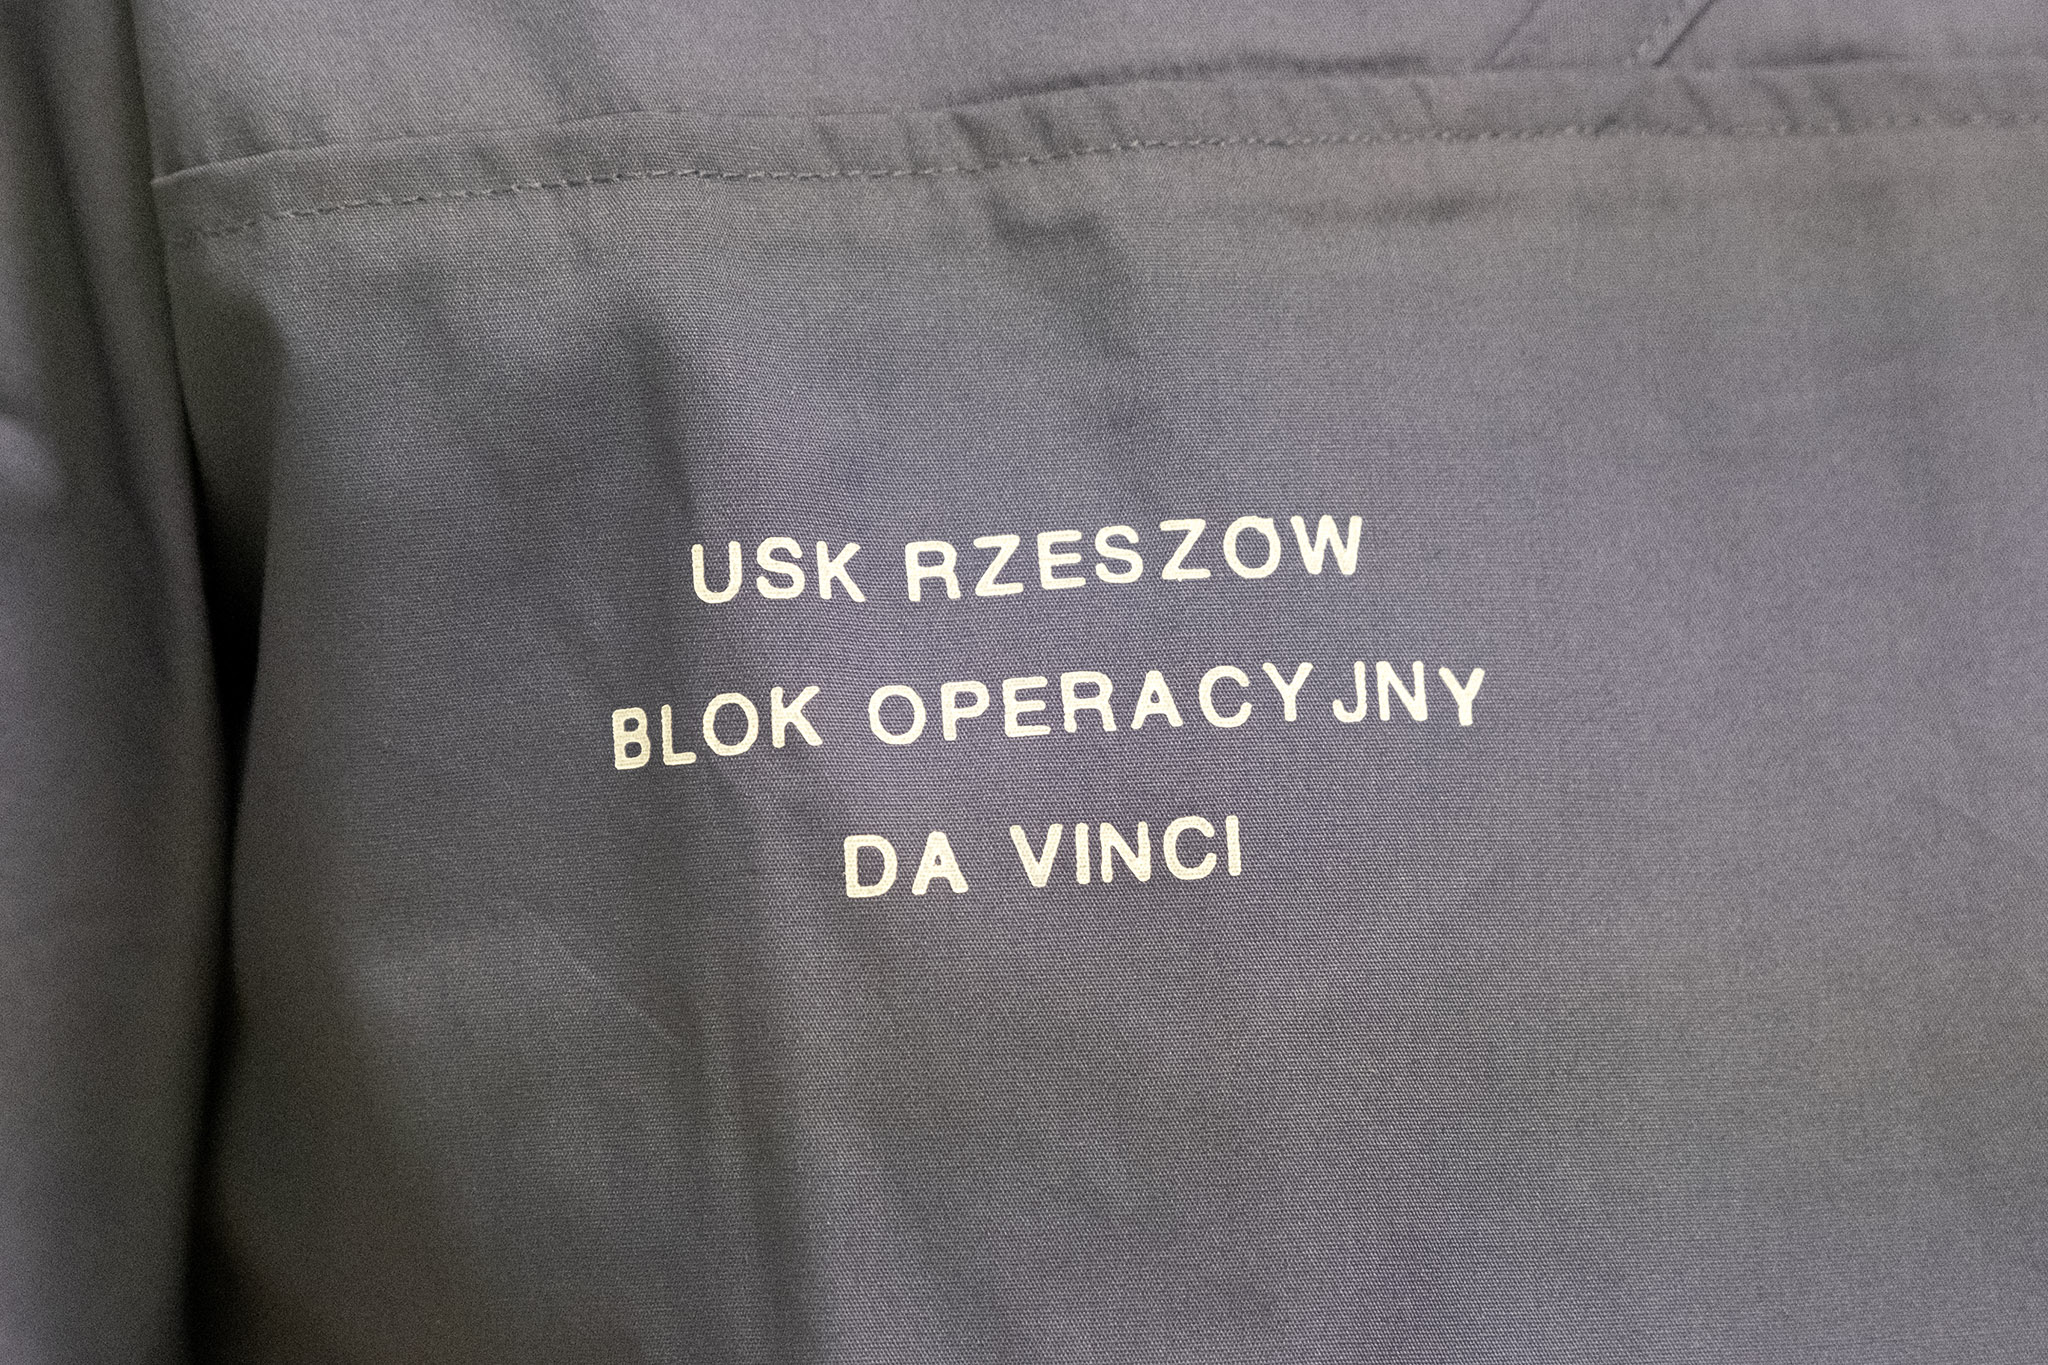 USK RZESZOW
BLOK OPERACYJNY
DA VINCI